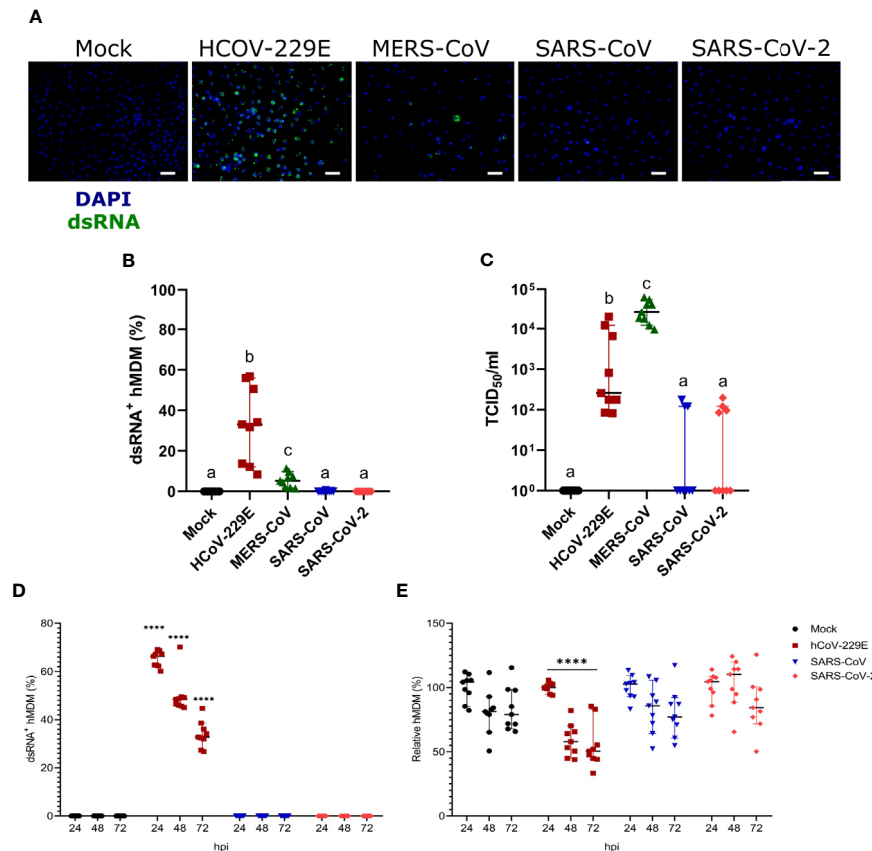 A
Mock HCOV-229E MERS-CoV SARS-CoV SARS-CoV-2
DAPI
dsRNA
B
dsRNA+ hMDM (%)
100
80
60
40
20
0
a b c a a
Mock
HCoV-229E
MERS-CoV
SARS-CoV
SARS-CoV-2
C
TCID50/ml
10^5
10^4
10^3
10^2
10^1
10^0
a b c a a
Mock
HCoV-229E
MERS-CoV
SARS-CoV
SARS-CoV-2
D
dsRNA+ hMDM (%)
80
60
40
20
0
**** **** ****
24 48 72 24 48 72 24 48 72 24 48 72
hpi
E
Relative hMDM (%)
150
100
50
0
****
24 48 72 24 48 72 24 48 72 24 48 72
hpi
Mock
hCoV-229E
SARS-CoV
SARS-CoV-2